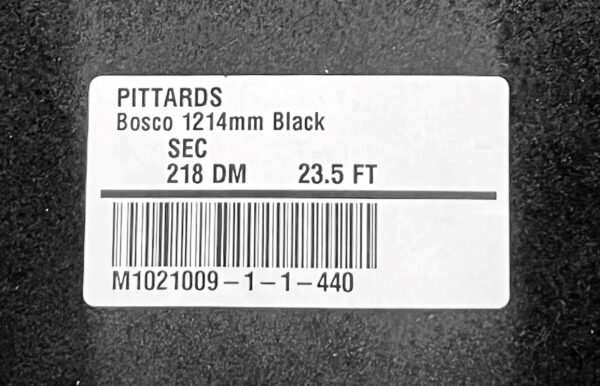 PITTARDS
Bosco 1214mm Black
SEC
218 DM 23.5 FT
M1021009-1-1-440